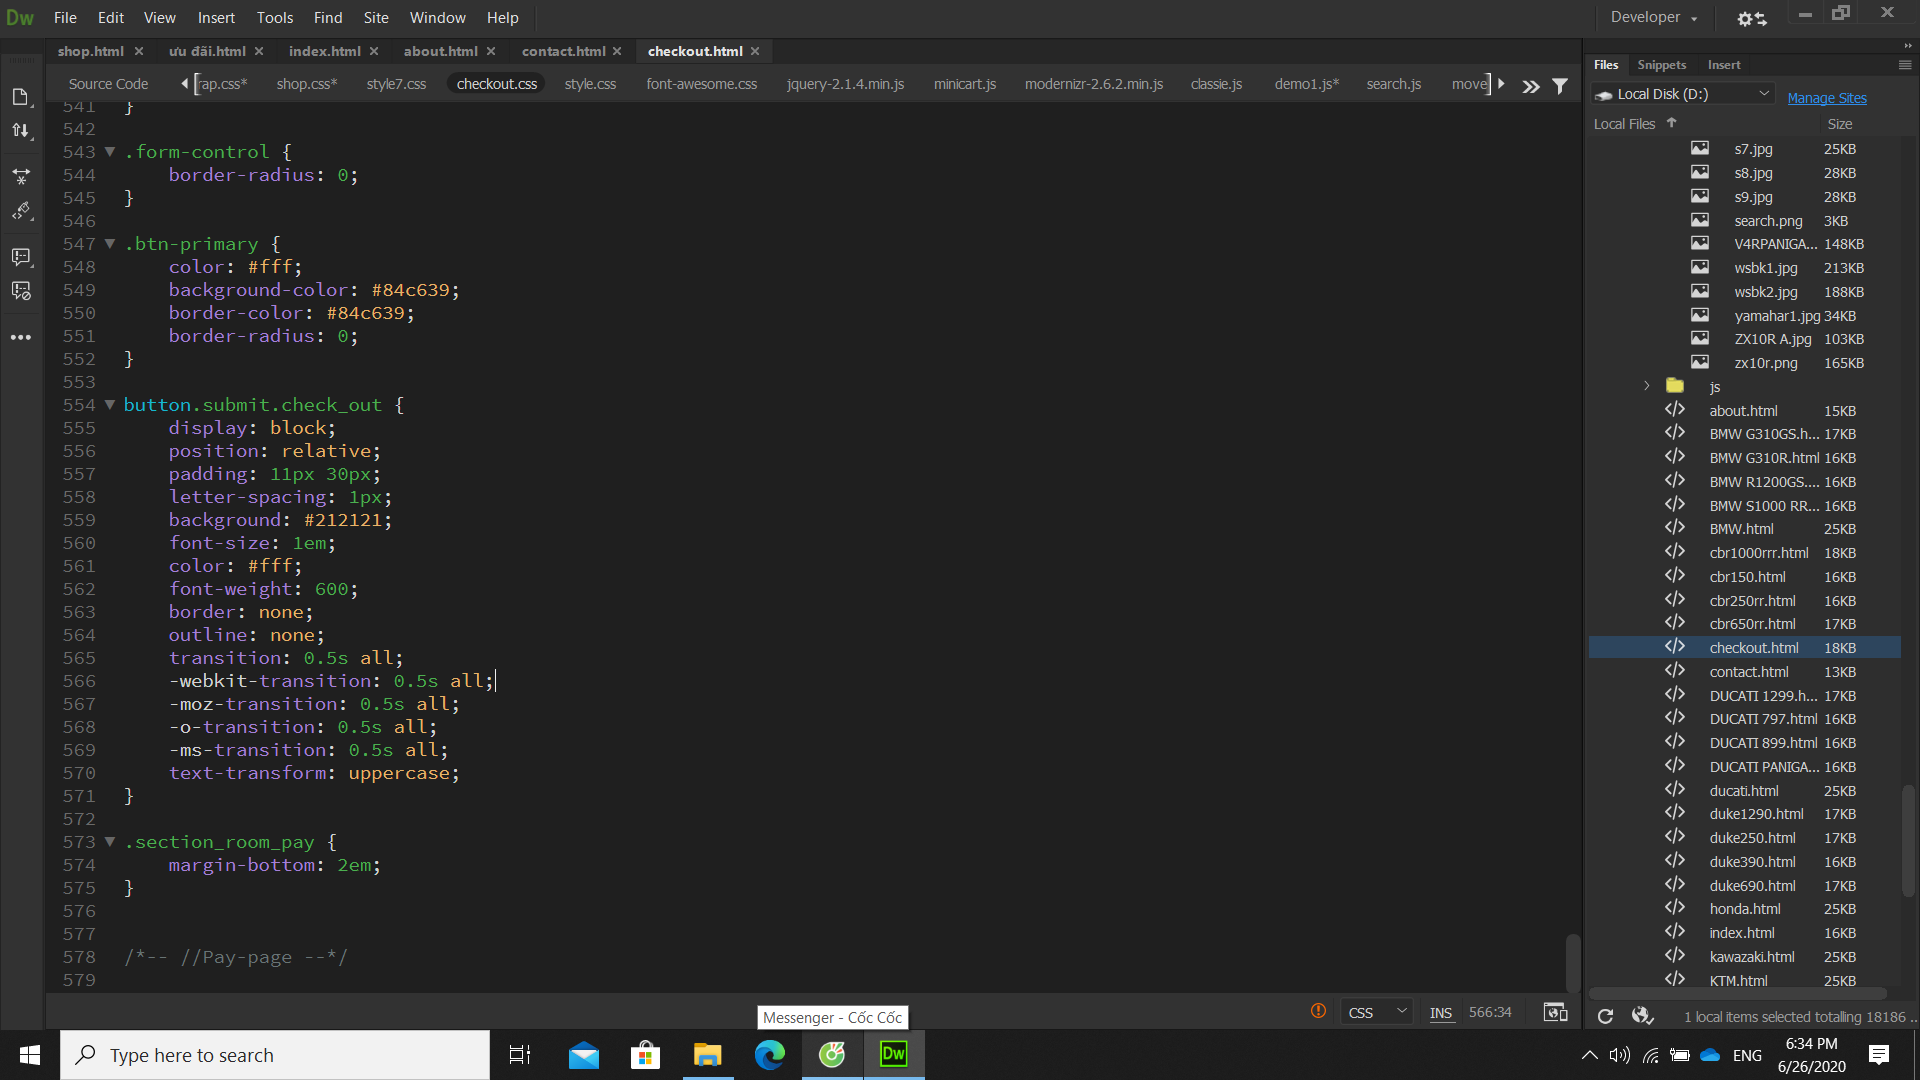 Dw File Edit View Insert Tools Find Site Window Help Developer
shop.html × ưu đãi.html × index.html × about.html × contact.html × checkout.html ×
Source Code rap.css* shop.css* style7.css checkout.css style.css font-awesome.css jquery-2.1.4.min.js minicart.js modernizr-2.6.2.min.js classie.js demo1.js* search.js move
541 }
542
543 .form-control {
544 border-radius: 0;
545 }
546
547 .btn-primary {
548 color: #fff;
549 background-color: #84c639;
550 border-color: #84c639;
551 border-radius: 0;
552 }
553
554 button.submit.check_out {
555 display: block;
556 position: relative;
557 padding: 11px 30px;
558 letter-spacing: 1px;
559 background: #212121;
560 font-size: 1em;
561 color: #fff;
562 font-weight: 600;
563 border: none;
564 outline: none;
565 transition: 0.5s all;
566 -webkit-transition: 0.5s all;
567 -moz-transition: 0.5s all;
568 -o-transition: 0.5s all;
569 -ms-transition: 0.5s all;
570 text-transform: uppercase;
571 }
572
573 .section_room_pay {
574 margin-bottom: 2em;
575 }
576
577
578 /*-- //Pay-page --*/
579
CSS INS 566:34
Files Snippets Insert
Local Disk (D:) Manage Sites
Local Files Size
s7.jpg 25KB
s8.jpg 28KB
s9.jpg 28KB
search.png 3KB
V4RPANIGA... 148KB
wsbk1.jpg 213KB
wsbk2.jpg 188KB
yamahar1.jpg 34KB
ZX10R A.jpg 103KB
zx10r.png 165KB
js
about.html 15KB
BMW G310GS.h... 17KB
BMW G310R.html 16KB
BMW R1200GS.... 16KB
BMW S1000 RR... 16KB
BMW.html 25KB
cbr1000rrr.html 18KB
cbr150.html 16KB
cbr250rr.html 16KB
cbr650rr.html 17KB
checkout.html 18KB
contact.html 13KB
DUCATI 1299.h... 17KB
DUCATI 797.html 16KB
DUCATI 899.html 16KB
DUCATI PANIGA... 16KB
ducati.html 25KB
duke1290.html 17KB
duke250.html 17KB
duke390.html 16KB
duke690.html 17KB
honda.html 25KB
index.html 16KB
kawazaki.html 25KB
KTM.html 25KB
1 local items selected totalling 18186 ..
Messenger - Cốc Cốc
Type here to search
Dw
ENG
6:34 PM
6/26/2020